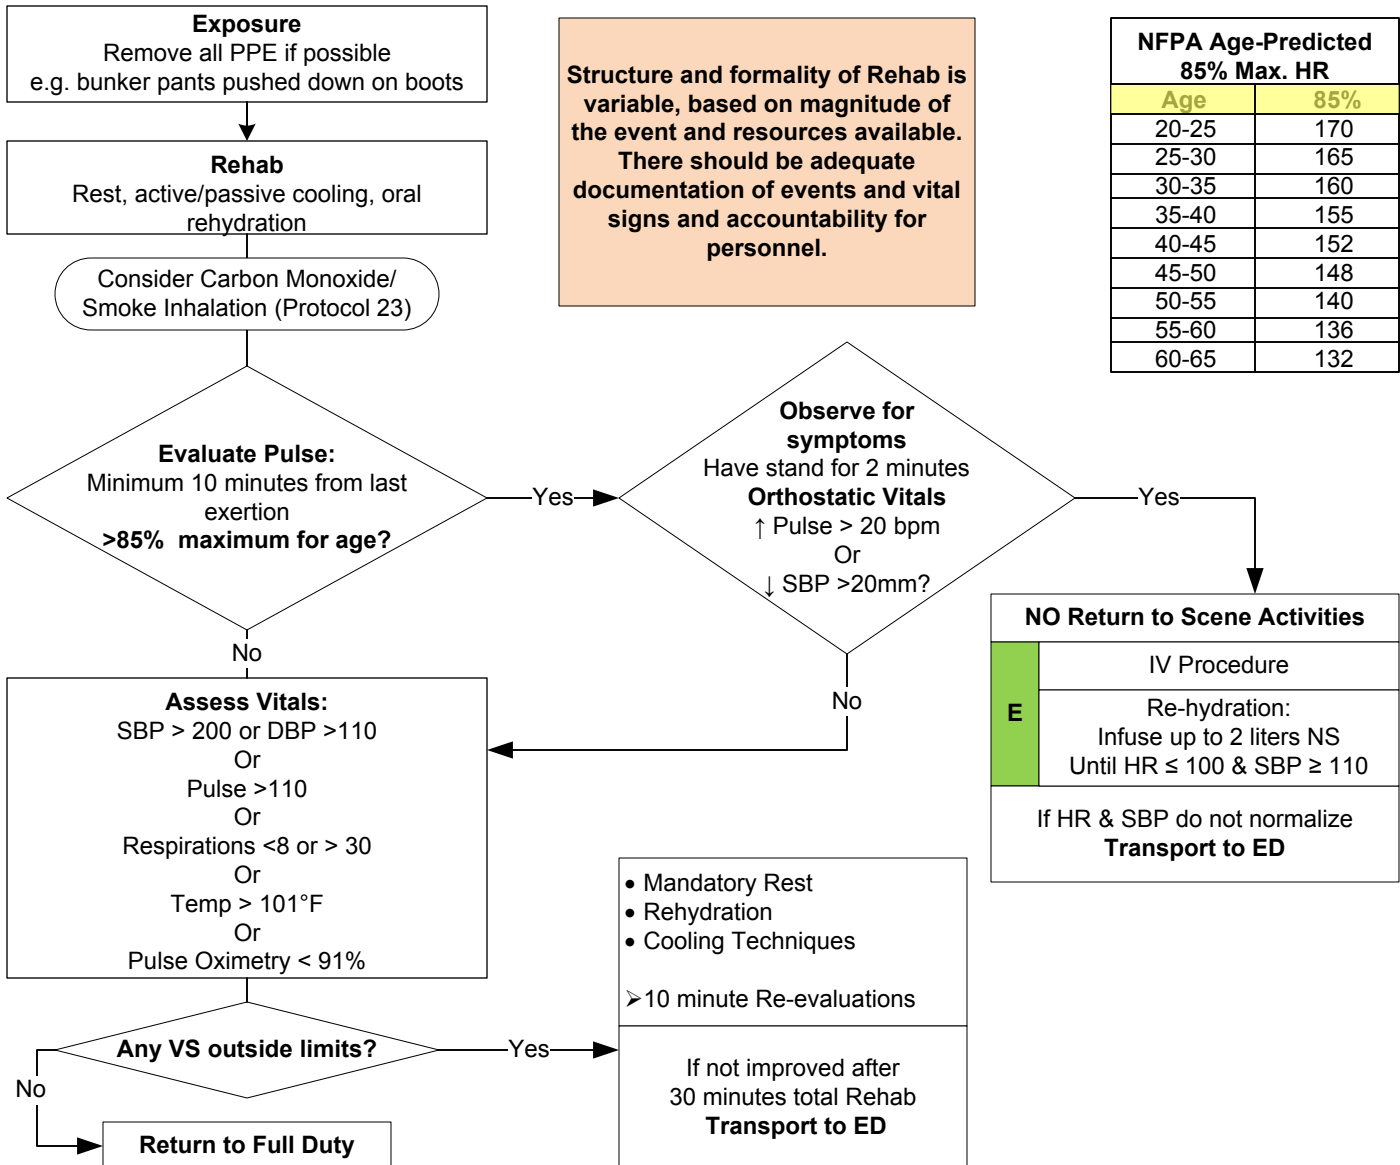 Exposure
Remove all PPE if possible
e.g. bunker pants pushed down on boots
Rehab
Rest, active/passive cooling, oral
rehydration
Consider Carbon Monoxide/
Smoke Inhalation (Protocol 23)
Structure and formality of Rehab is
variable, based on magnitude of
the event and resources available.
There should be adequate
documentation of events and vital
signs and accountability for
personnel.
NFPA Age-Predicted
85% Max. HR
Age 85%
20-25 170
25-30 165
30-35 160
35-40 155
40-45 152
45-50 148
50-55 140
55-60 136
60-65 132
Evaluate Pulse:
Minimum 10 minutes from last
exertion
>85% maximum for age?
Yes
No
Observe for
symptoms
Have stand for 2 minutes
Orthostatic Vitals
↑ Pulse > 20 bpm
Or
↓ SBP >20mm?
Yes
No
NO Return to Scene Activities
E
IV Procedure
Re-hydration:
Infuse up to 2 liters NS
Until HR ≤ 100 & SBP ≥ 110
If HR & SBP do not normalize
Transport to ED
Assess Vitals:
SBP > 200 or DBP >110
Or
Pulse >110
Or
Respirations <8 or > 30
Or
Temp > 101°F
Or
Pulse Oximetry < 91%
Any VS outside limits?
Yes
No
• Mandatory Rest
• Rehydration
• Cooling Techniques
➢10 minute Re-evaluations
If not improved after
30 minutes total Rehab
Transport to ED
Return to Full Duty